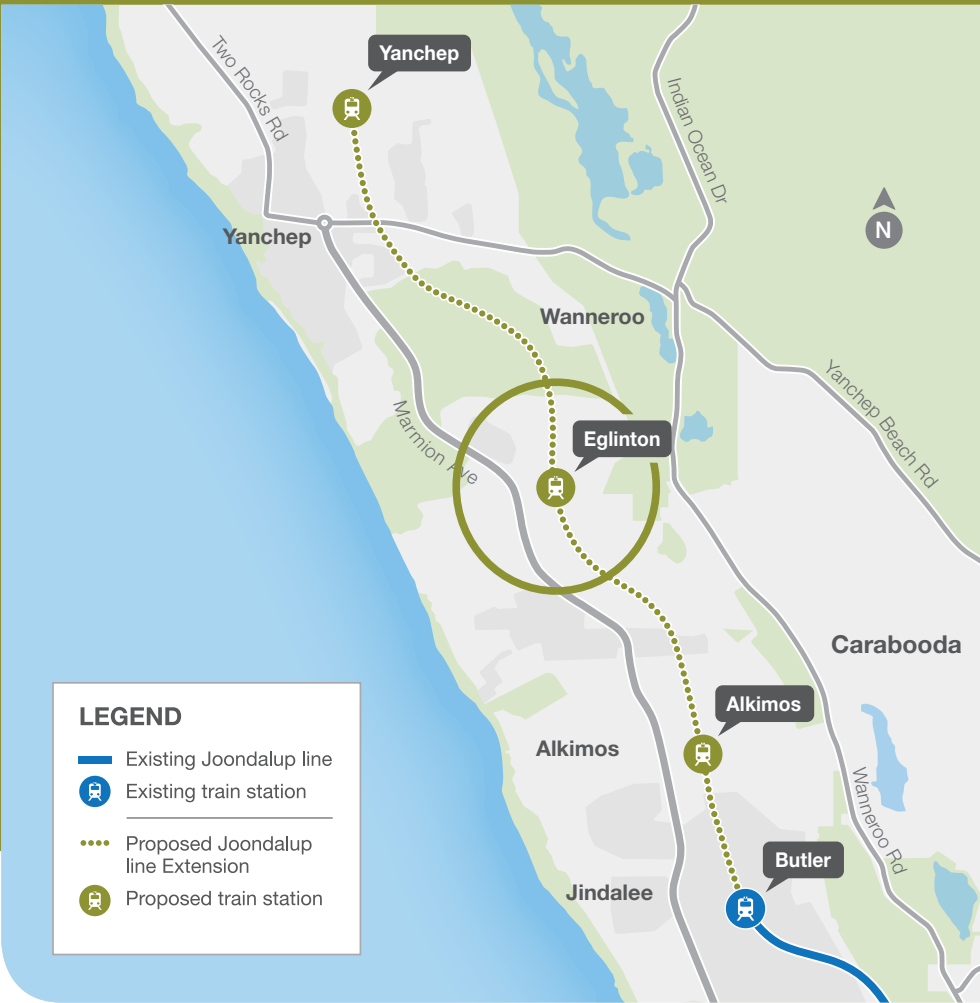 Yanchep
Two Rocks Rd
Indian Ocean Dr
N
Yanchep
Wanneroo
Yanchep Beach Rd
Marmion Ave
Eglinton
Carabooda
Alkimos
Alkimos
Wanneroo Rd
Butler
Jindalee
LEGEND
Existing Joondalup line
Existing train station
Proposed Joondalup
line Extension
Proposed train station